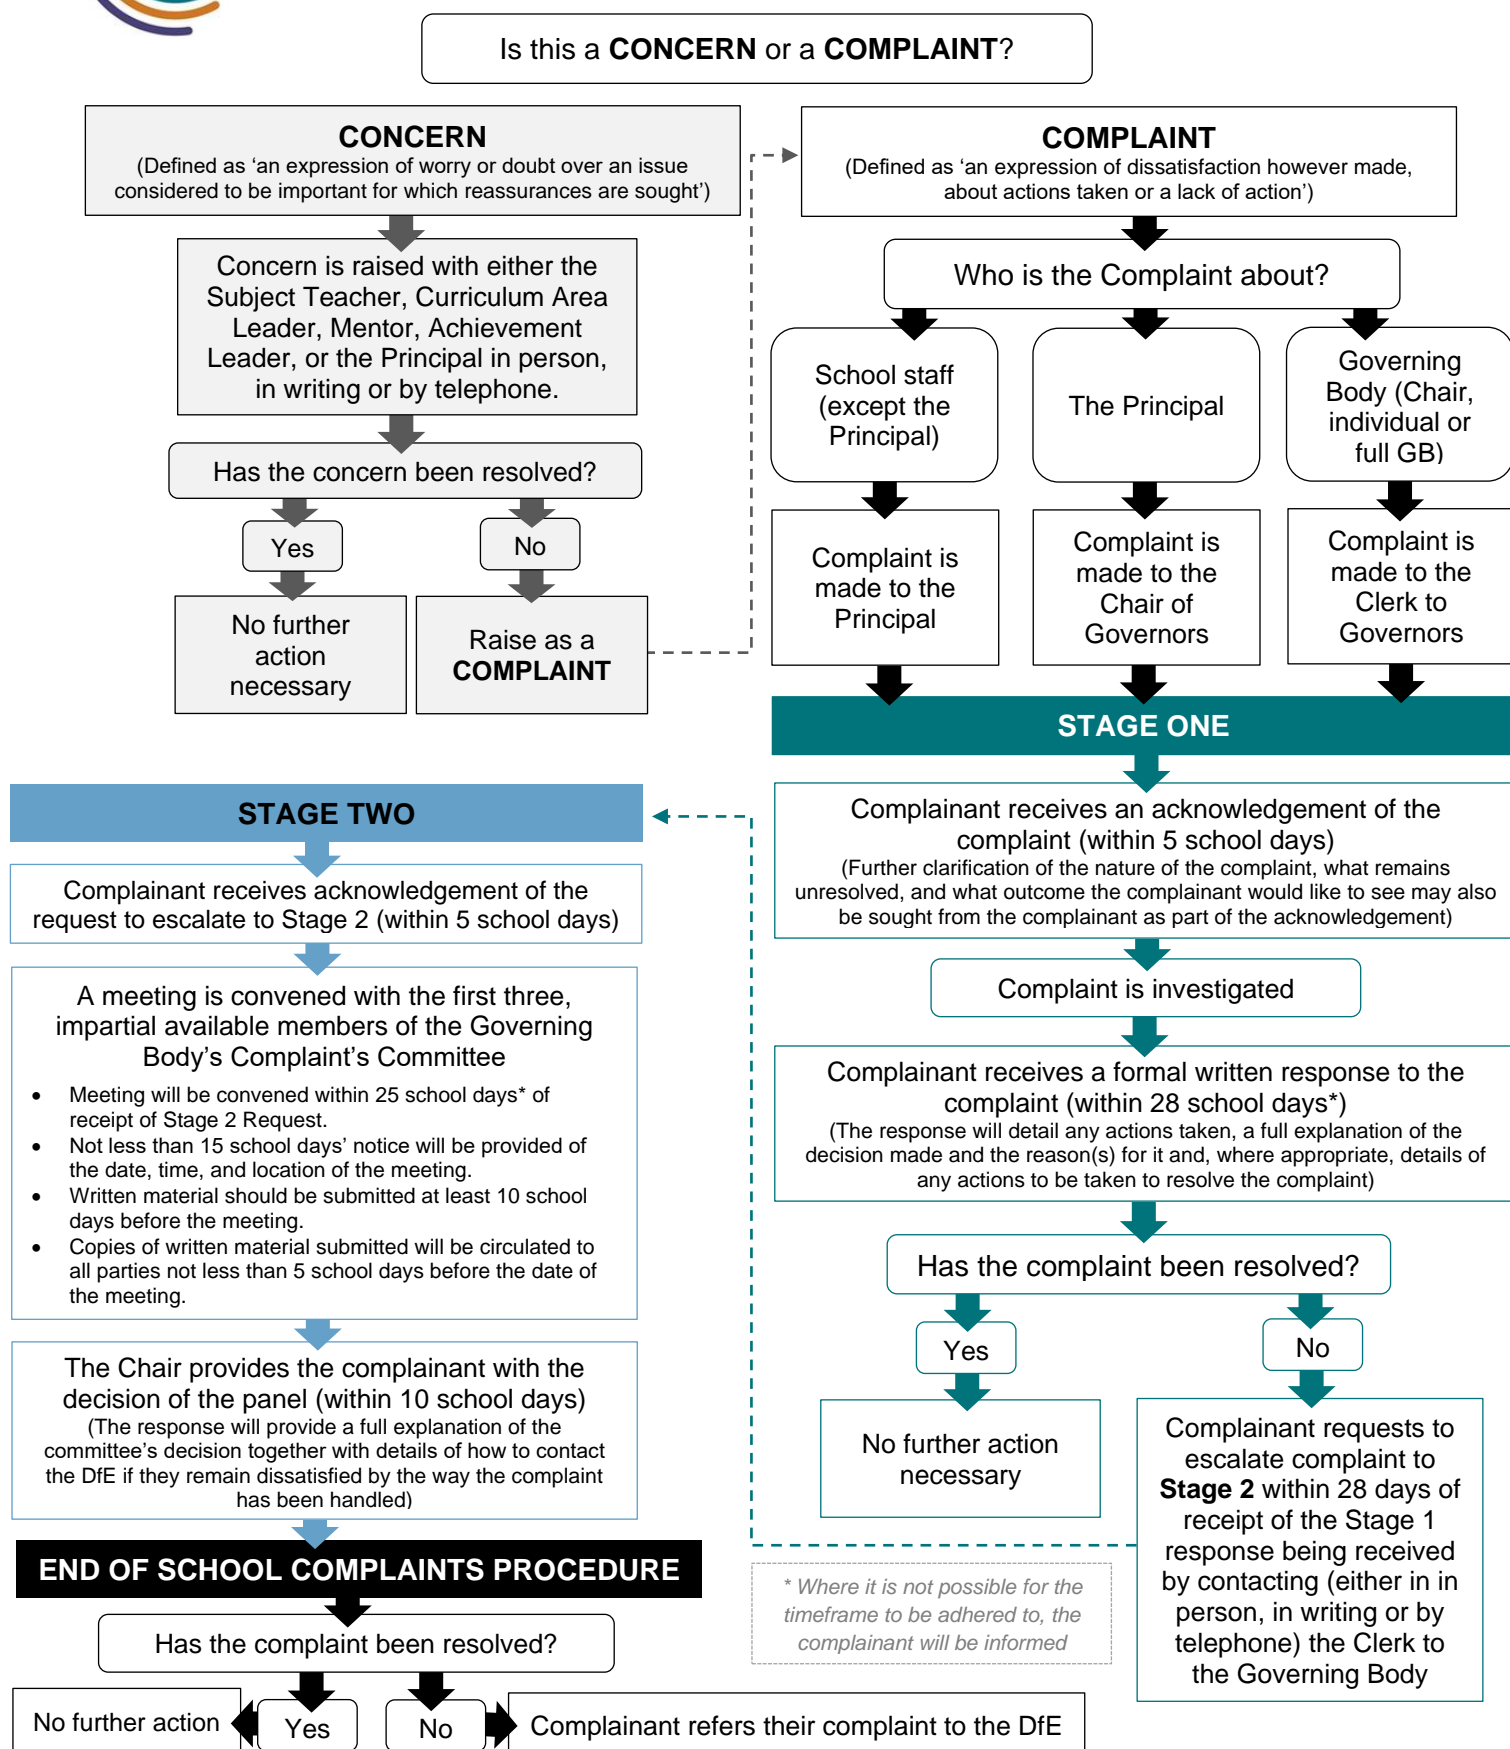 Is this a CONCERN or a COMPLAINT?
CONCERN
(Defined as ‘an expression of worry or doubt over an issue
considered to be important for which reassurances are sought’)
Concern is raised with either the
Subject Teacher, Curriculum Area
Leader, Mentor, Achievement
Leader, or the Principal in person,
in writing or by telephone.
Has the concern been resolved?
Yes
No
No further
action
necessary
Raise as a
COMPLAINT
COMPLAINT
(Defined as ‘an expression of dissatisfaction however made,
about actions taken or a lack of action’)
Who is the Complaint about?
School staff
(except the
Principal)
The Principal
Governing
Body (Chair,
individual or
full GB)
Complaint is
made to the
Principal
Complaint is
made to the
Chair of
Governors
Complaint is
made to the
Clerk to
Governors
STAGE ONE
Complainant receives an acknowledgement of the
complaint (within 5 school days)
(Further clarification of the nature of the complaint, what remains
unresolved, and what outcome the complainant would like to see may also
be sought from the complainant as part of the acknowledgement)
Complaint is investigated
Complainant receives a formal written response to the
complaint (within 28 school days*)
(The response will detail any actions taken, a full explanation of the
decision made and the reason(s) for it and, where appropriate, details of
any actions to be taken to resolve the complaint)
Has the complaint been resolved?
Yes
No
No further action
necessary
Complainant requests to
escalate complaint to
Stage 2 within 28 days of
receipt of the Stage 1
response being received
by contacting (either in in
person, in writing or by
telephone) the Clerk to
the Governing Body
* Where it is not possible for the
timeframe to be adhered to, the
complainant will be informed
STAGE TWO
Complainant receives acknowledgement of the
request to escalate to Stage 2 (within 5 school days)
A meeting is convened with the first three,
impartial available members of the Governing
Body’s Complaint’s Committee
• Meeting will be convened within 25 school days* of
receipt of Stage 2 Request.
• Not less than 15 school days’ notice will be provided of
the date, time, and location of the meeting.
• Written material should be submitted at least 10 school
days before the meeting.
• Copies of written material submitted will be circulated to
all parties not less than 5 school days before the date of
the meeting.
The Chair provides the complainant with the
decision of the panel (within 10 school days)
(The response will provide a full explanation of the
committee’s decision together with details of how to contact
the DfE if they remain dissatisfied by the way the complaint
has been handled)
END OF SCHOOL COMPLAINTS PROCEDURE
Has the complaint been resolved?
No further action
Yes
No
Complainant refers their complaint to the DfE